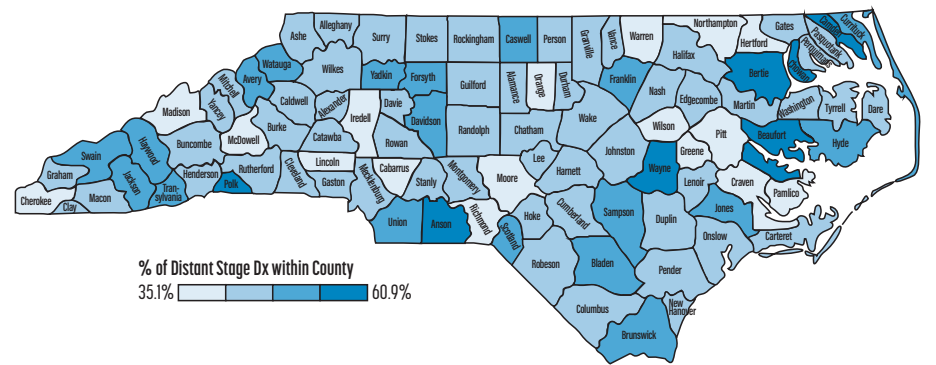 Ashe
Alleghany
Surry
Stokes
Rockingham
Caswell
Person
Granville
Vance
Warren
Northampton
Hertford
Gates
Camden
Currituck
Pasquotank
Perquimans
Chowan
Halifax
Bertie
Watauga
Wilkes
Yadkin
Forsyth
Guilford
Alamance
Orange
Durham
Franklin
Nash
Edgecombe
Martin
Washington
Tyrrell
Dare
Mitchell
Avery
Yancey
Caldwell
Alexander
Iredell
Davie
Davidson
Randolph
Chatham
Wake
Wilson
Pitt
Beaufort
Hyde
Madison
Buncombe
McDowell
Burke
Catawba
Rowan
Johnston
Greene
Swain
Haywood
Graham
Jackson
Tran-
sylvania
Henderson
Polk
Rutherford
Cleveland
Lincoln
Gaston
Mecklenburg
Cabarrus
Stanly
Montgomery
Moore
Lee
Harnett
Wayne
Lenoir
Craven
Pamlico
Cherokee
Clay
Macon
Union
Anson
Richmond
Scotland
Hoke
Cumberland
Sampson
Duplin
Jones
Onslow
Carteret
Robeson
Bladen
Pender
Columbus
New
Hanover
Brunswick
% of Distant Stage Dx within County
35.1%
60.9%